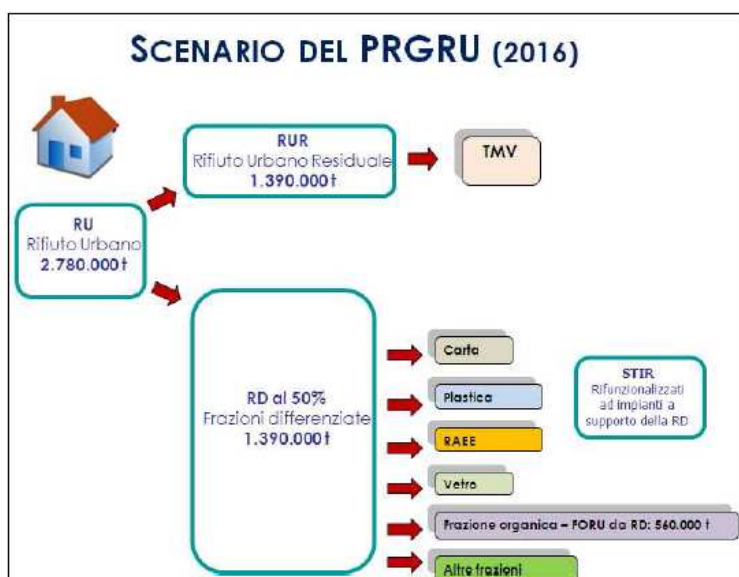 SCENARIO DEL PRGRU (2016)
RUR
Rifiuto Urbano Residuale
1.390.000 t
TMV
RU
Rifiuto Urbano
2.780.000 t
RD al 50%
Frazioni differenziate
1.390.000 t
Carta
Plastica
RAEE
Vetro
Frazione organica – FORU da RD: 560.000 t
Altre frazioni
STIR
Rifunzionalizzati
ad impianti a
supporto della RD